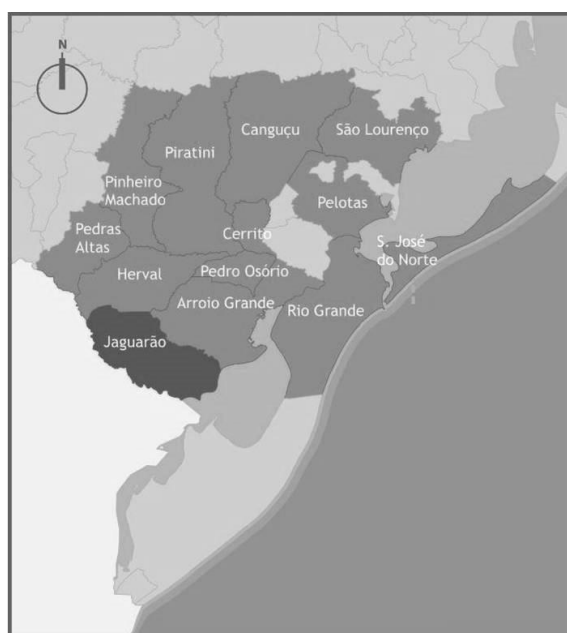 N
Canguçu
São Lourenço
Piratini
Pinheiro
Machado
Pelotas
Pedras
Altas
Cerrito
S. José
do Norte
Herval
Pedro Osório
Arroio Grande
Rio Grande
Jaguarão